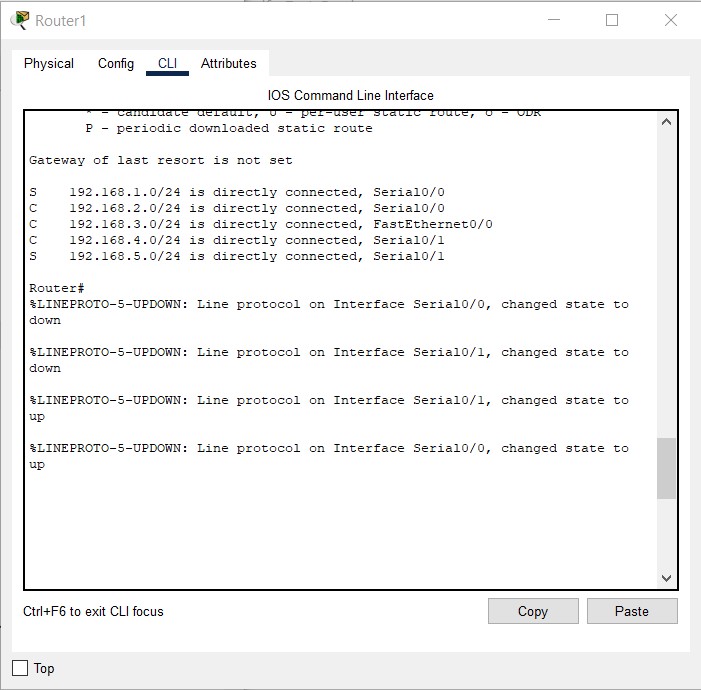 Router1
Physical Config CLI Attributes
IOS Command Line Interface
* - candidate default, U - per-user static route, o - ODR
P - periodic downloaded static route
Gateway of last resort is not set
S    192.168.1.0/24 is directly connected, Serial0/0
C    192.168.2.0/24 is directly connected, Serial0/0
C    192.168.3.0/24 is directly connected, FastEthernet0/0
C    192.168.4.0/24 is directly connected, Serial0/1
S    192.168.5.0/24 is directly connected, Serial0/1
Router#
%LINEPROTO-5-UPDOWN: Line protocol on Interface Serial0/0, changed state to
down
%LINEPROTO-5-UPDOWN: Line protocol on Interface Serial0/1, changed state to
down
%LINEPROTO-5-UPDOWN: Line protocol on Interface Serial0/1, changed state to
up
%LINEPROTO-5-UPDOWN: Line protocol on Interface Serial0/0, changed state to
up
Ctrl+F6 to exit CLI focus
Copy Paste
Top